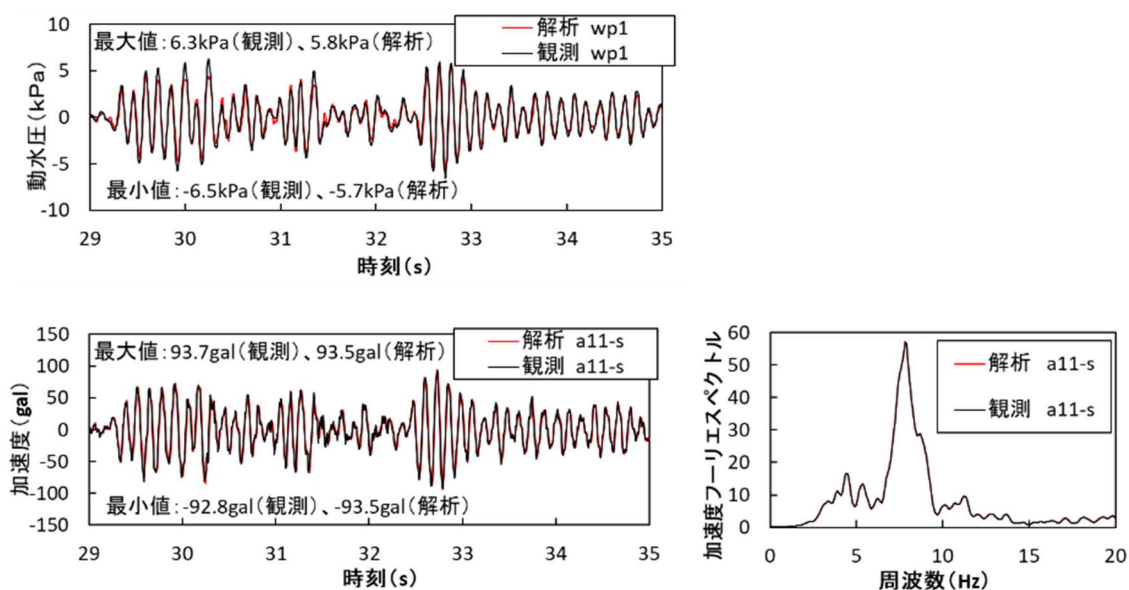 最大値:6.3kPa(観測)、5.8kPa(解析)
解析 wp1
観測 wp1
動水圧(kPa)
10
5
0
-5
-10
最小値:-6.5kPa(観測)、-5.7kPa(解析)
29 30 31 32 33 34 35
時刻(s)
最大値:93.7gal(観測)、93.5gal(解析)
解析 a11-s
観測 a11-s
加速度(gal)
150
100
50
0
-50
-100
-150
最小値:-92.8gal(観測)、-93.5gal(解析)
29 30 31 32 33 34 35
時刻(s)
加速度フーリエスペクトル
60
50
40
30
20
10
0
解析 a11-s
観測 a11-s
0 5 10 15 20
周波数(Hz)